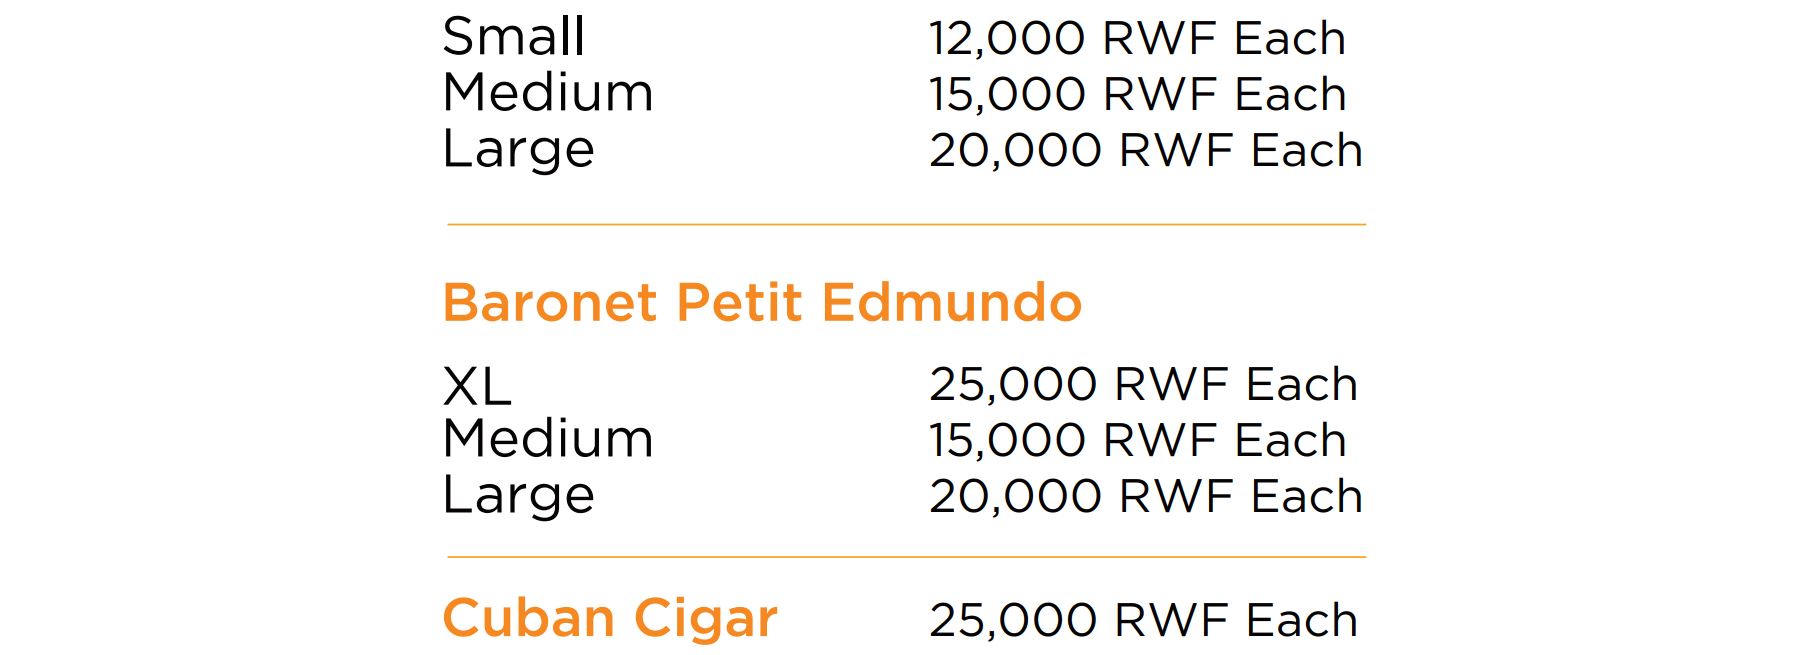 Small 12,000 RWF Each
Medium 15,000 RWF Each
Large 20,000 RWF Each
Baronet Petit Edmundo
XL 25,000 RWF Each
Medium 15,000 RWF Each
Large 20,000 RWF Each
Cuban Cigar 25,000 RWF Each